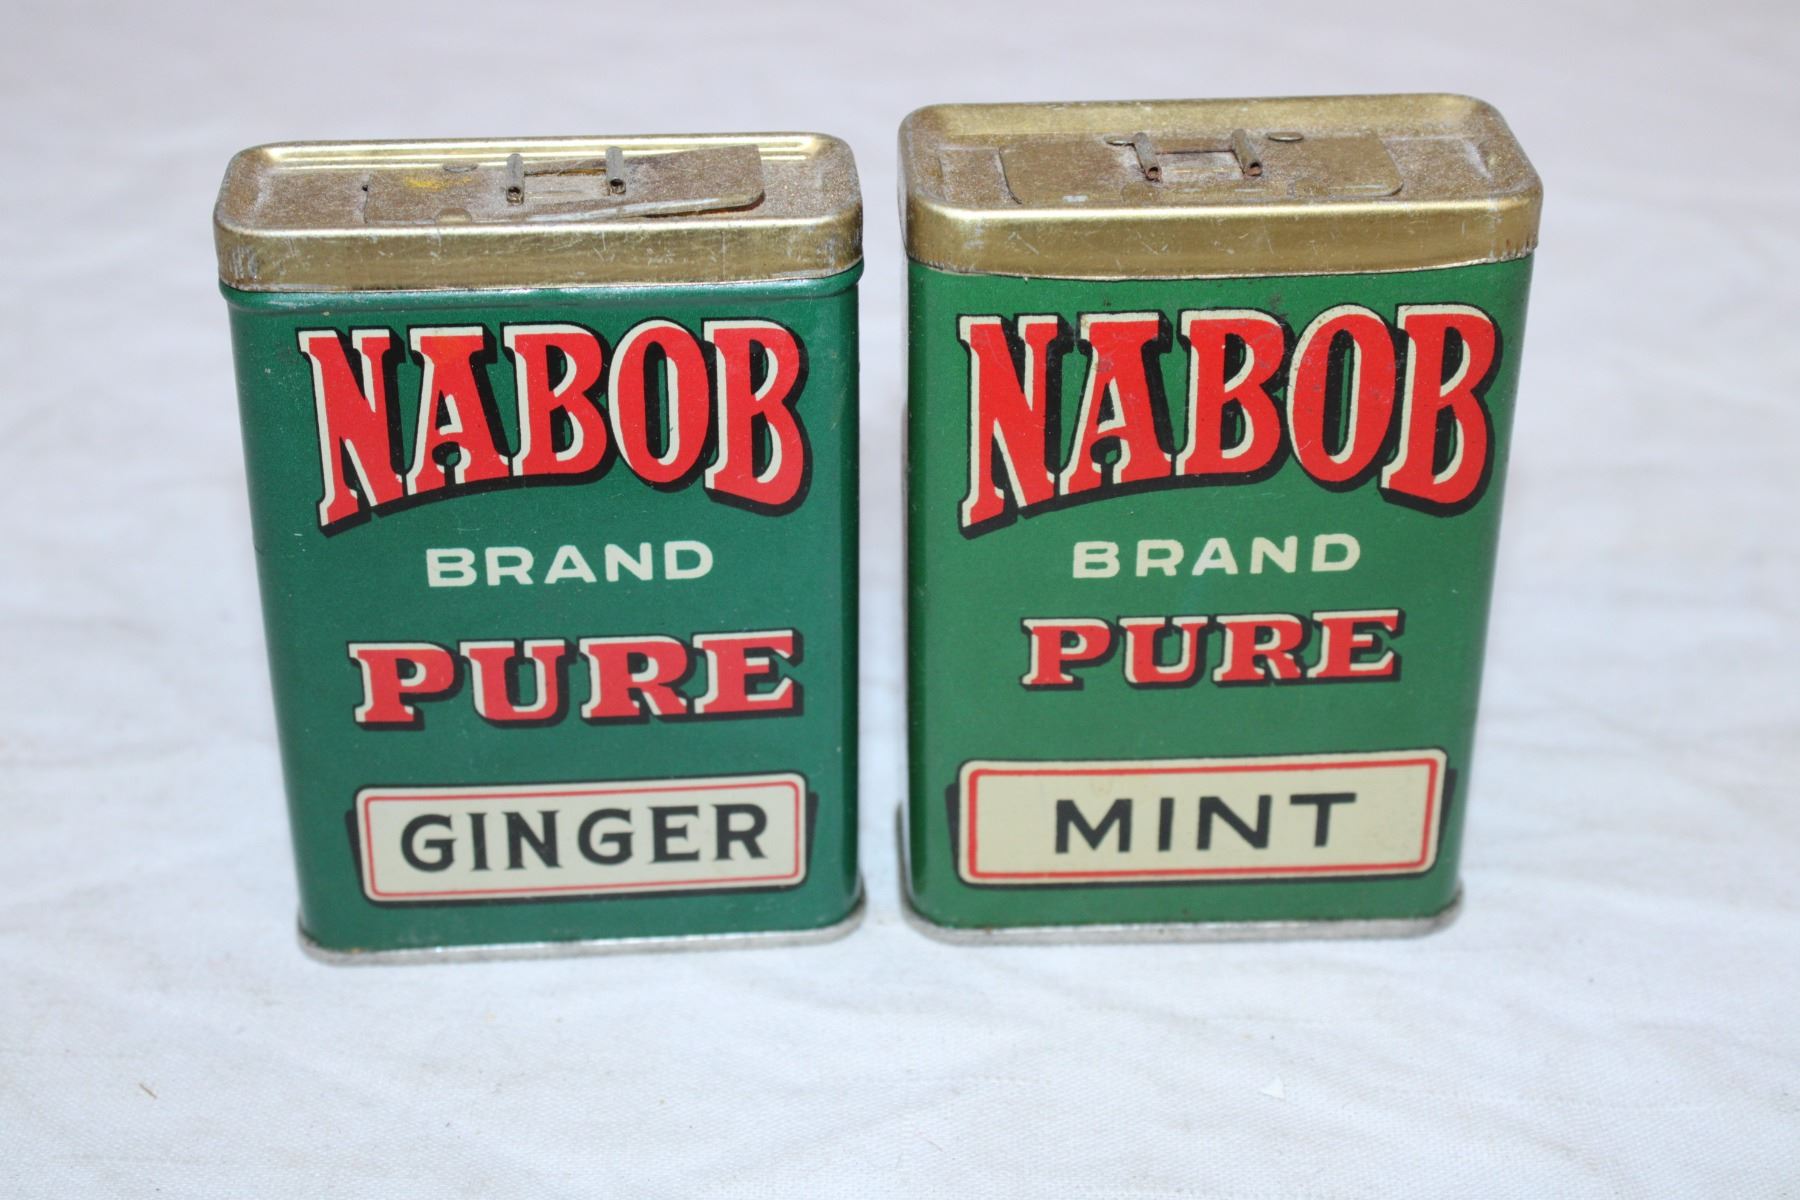 NABOB
BRAND
PURE
GINGER
NABOB
BRAND
PURE
MINT